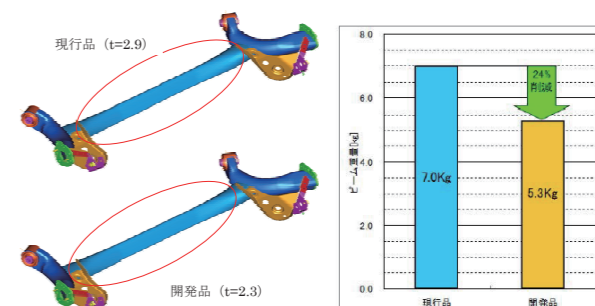 現行品（t=2.9）
開発品（t=2.3）
ビーム重量[kg]
8.0
6.0
4.0
2.0
0.0
24%
削減
7.0Kg
5.3Kg
現行品
開発品